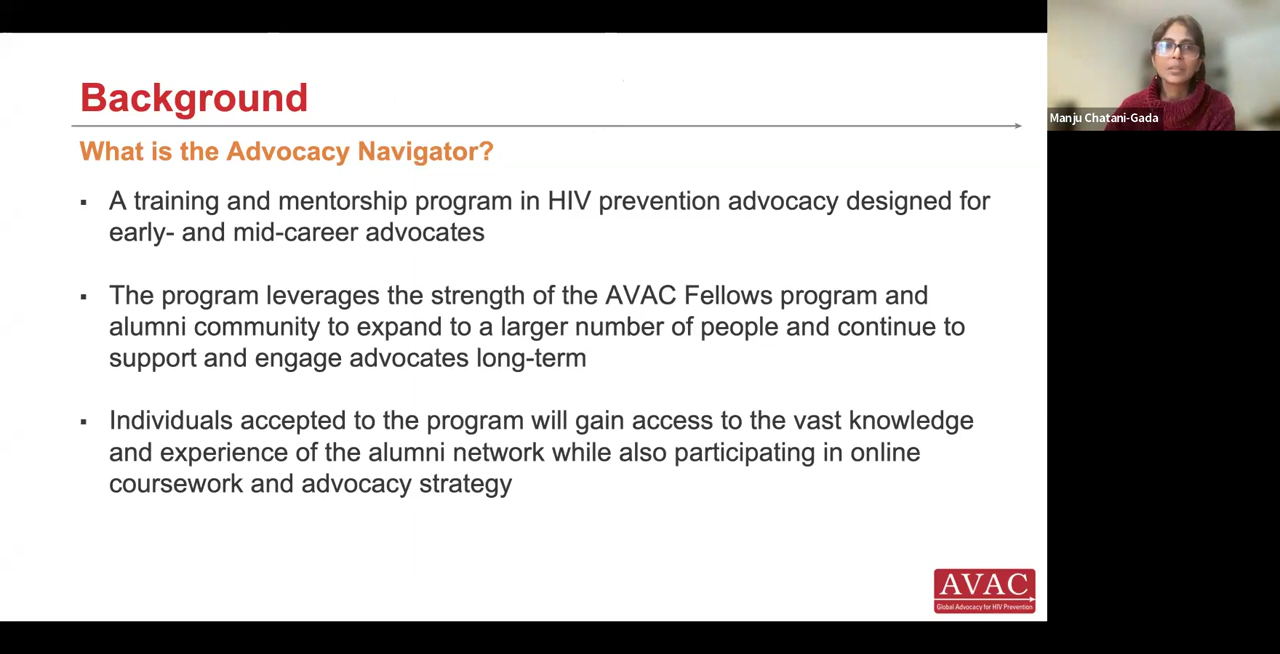 Background
What is the Advocacy Navigator?
▪ A training and mentorship program in HIV prevention advocacy designed for
early- and mid-career advocates
▪ The program leverages the strength of the AVAC Fellows program and
alumni community to expand to a larger number of people and continue to
support and engage advocates long-term
▪ Individuals accepted to the program will gain access to the vast knowledge
and experience of the alumni network while also participating in online
coursework and advocacy strategy
AVAC
Global Advocacy for HIV Prevention
Manju Chatani-Gada